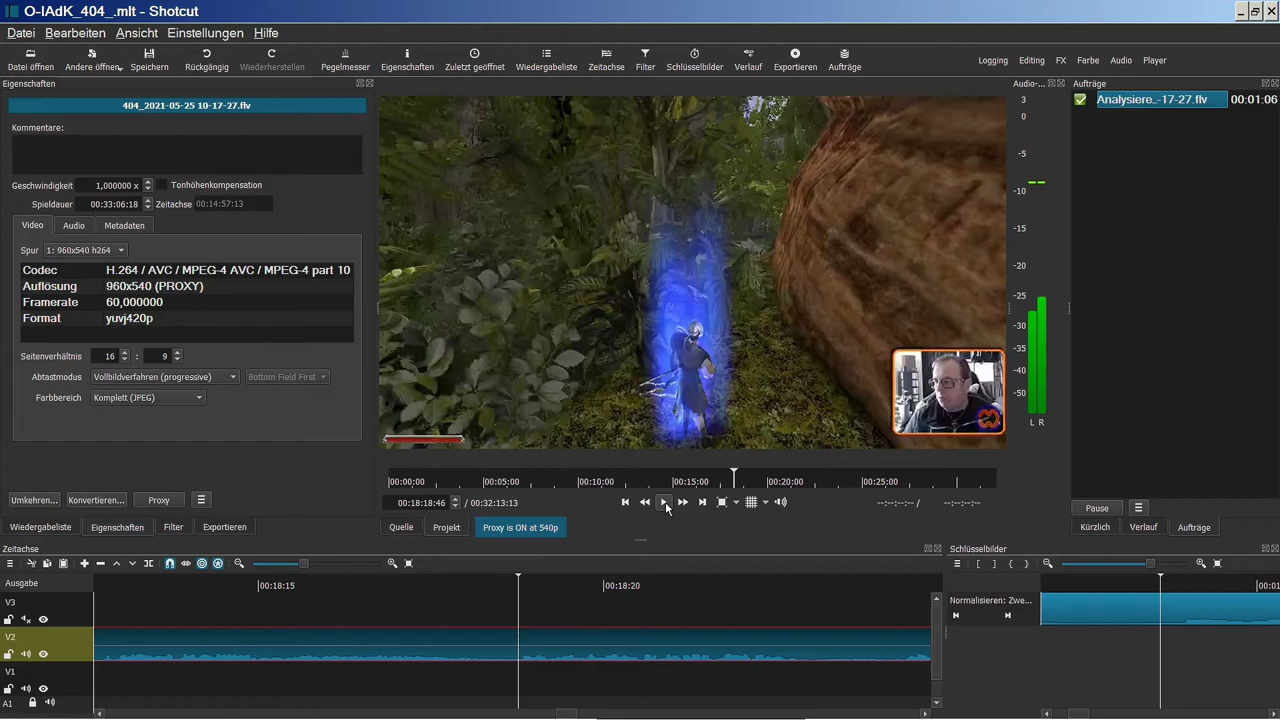 O-IAdK_404_.mlt - Shotcut
Datei Bearbeiten Ansicht Einstellungen Hilfe
Datei öffnen Andere öffnen Speichern Rückgängig Wiederherstellen Pegelmesser Eigenschaften Zuletzt geöffnet Wiedergabeliste Zeitachse Filter Schlüsselbilder Verlauf Exportieren Aufträge Logging Editing FX Farbe Audio Player
Eigenschaften
404_2021-05-25 10-17-27.flv
Kommentare:
Geschwindigkeit 1,000000 x Tonhöhenkompensation
Spieldauer 00:33:06:18 Zeitachse 00:14:57:13
Video Audio Metadaten
Spur 1: 960x540 h264
Codec H.264 / AVC / MPEG-4 AVC / MPEG-4 part 10
Auflösung 960x540 (PROXY)
Framerate 60,000000
Format yuvj420p
Seitenverhältnis 16 : 9
Abtastmodus Vollbildverfahren (progressive) Bottom Field First
Farbbereich Komplett (JPEG)
Umkehren... Konvertieren... Proxy
Wiedergabeliste Eigenschaften Filter Exportieren
00:00:00 00:05:00 00:10:00 00:15:00 00:20:00 00:25:00
00:18:18:46 / 00:32:13:13 --:--:--:-- / --:--:--:--
Quelle Projekt Proxy is ON at 540p
Audio-...
3
0
-5
-10
-15
-20
-25
-30
-35
-40
-50
L R
Aufträge
Analysiere..-17-27.flv 00:01:06
Pause
Kürzlich Verlauf Aufträge
Zeitachse
Ausgabe 00:18:15 00:18:20
V3
V2
V1
A1
Schlüsselbilder
00:01
Normalisieren: Zwe...